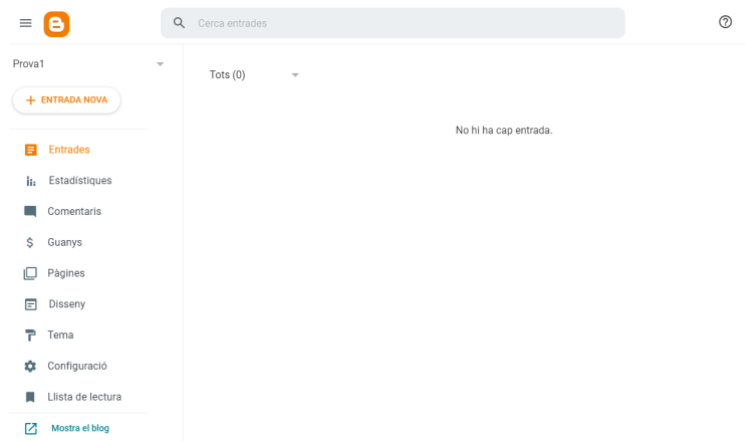 Cerca entrades
Prova1
ENTRADA NOVA
Entrades
Estadístiques
Comentaris
Guanys
Pàgines
Disseny
Tema
Configuració
Llista de lectura
Mostra el blog
Tots (0)
No hi ha cap entrada.